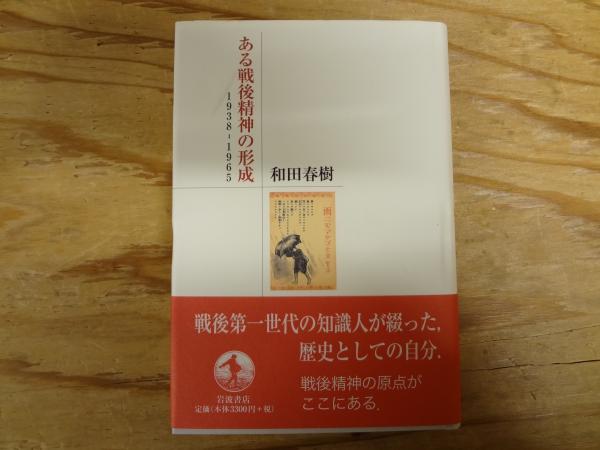 ある戦後精神の形成
1938-1965
和田春樹
戦後第一世代の知識人が綴った,
歴史としての自分.
戦後精神の原点が
ここにある.
岩波書店
定価(本体3300円+税)